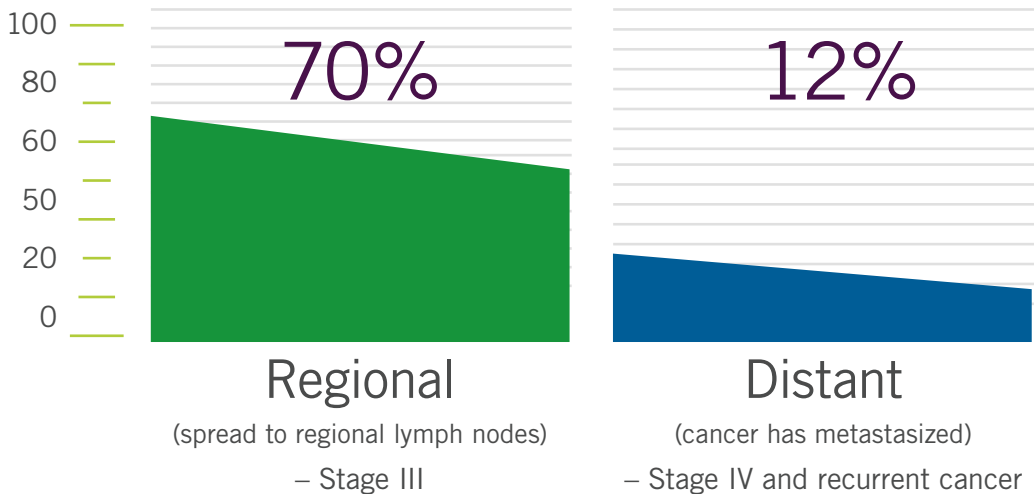 100
80
60
50
20
0
70%
12%
Regional
(spread to regional lymph nodes)
– Stage III
Distant
(cancer has metastasized)
– Stage IV and recurrent cancer